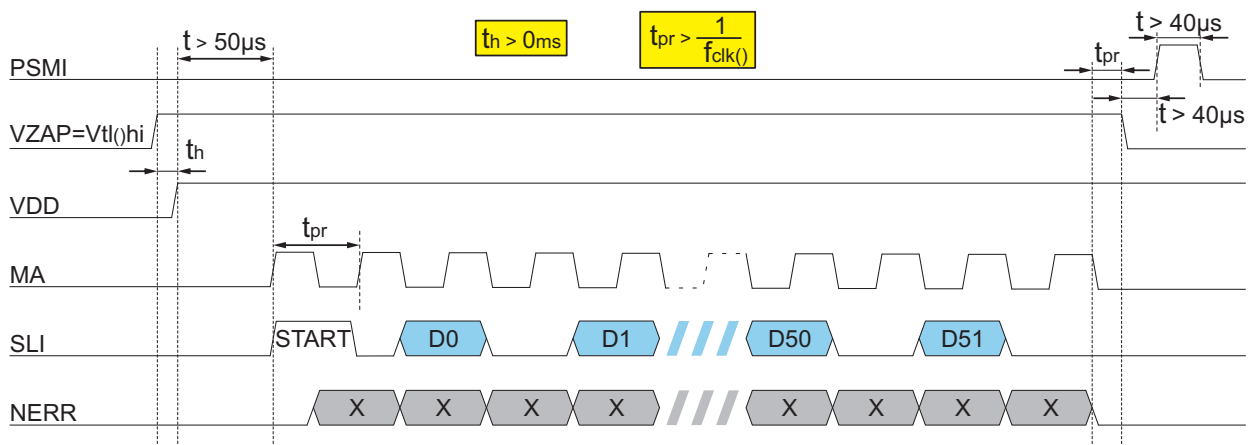 t > 50µs
th > 0ms
tpr > 1
fclk()
t > 40µs
PSMI
tpr
t > 40µs
VZAP=Vtl()hi
th
VDD
tpr
MA
SLI START D0 D1 D50 D51
NERR X X X X X X X X